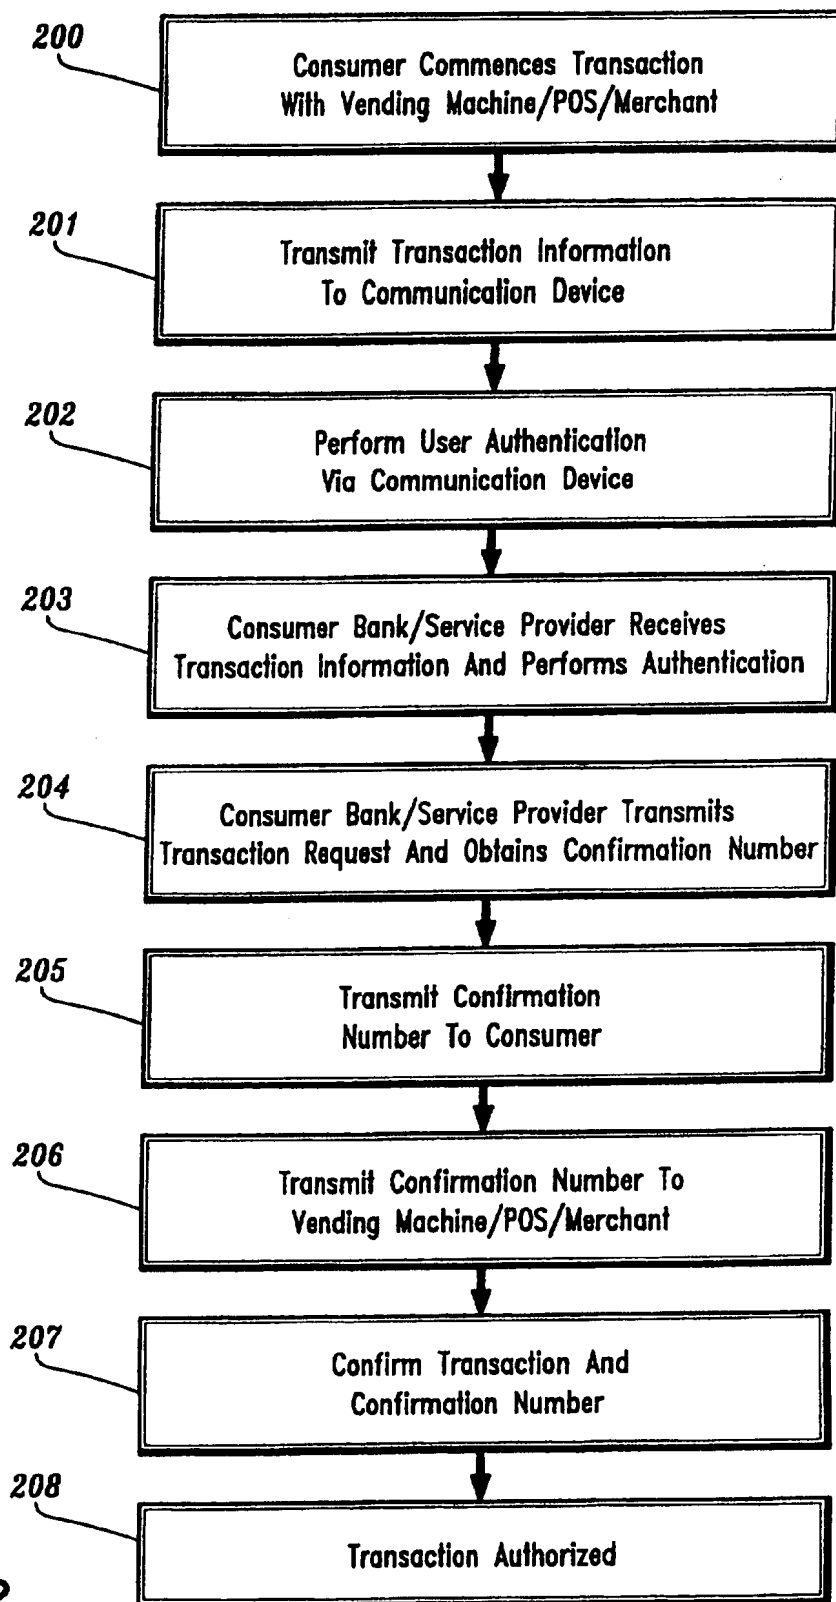 200
Consumer Commences Transaction
With Vending Machine/POS/Merchant
201
Transmit Transaction Information
To Communication Device
202
Perform User Authentication
Via Communication Device
203
Consumer Bank/Service Provider Receives
Transaction Information And Performs Authentication
204
Consumer Bank/Service Provider Transmits
Transaction Request And Obtains Confirmation Number
205
Transmit Confirmation
Number To Consumer
206
Transmit Confirmation Number To
Vending Machine/POS/Merchant
207
Confirm Transaction And
Confirmation Number
208
Transaction Authorized